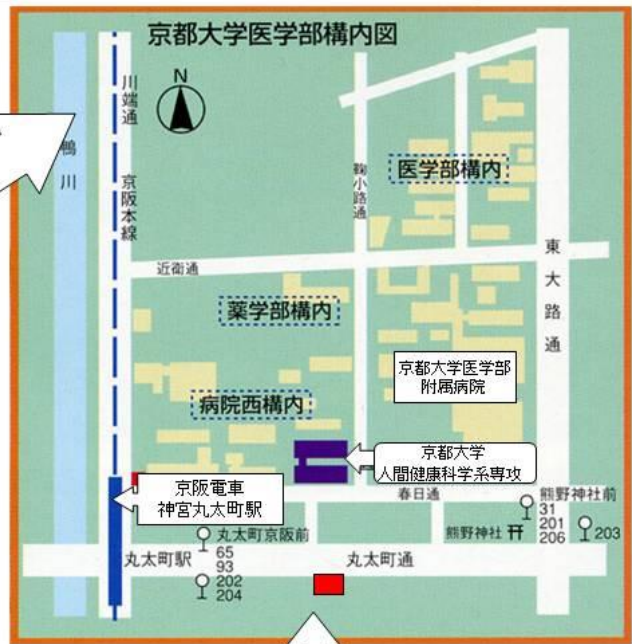 京都大学医学部構内図
N
川端通
鴨川
京阪本線
鞠小路通
医学部構内
東大路通
近衛通
薬学部構内
京都大学医学部
附属病院
病院西構内
京都大学
人間健康科学系専攻
京阪電車
神宮丸太町駅
春日通
熊野神社前
31
201
206
203
熊野神社
丸太町京阪前
65
93
202
204
丸太町駅
丸太町通